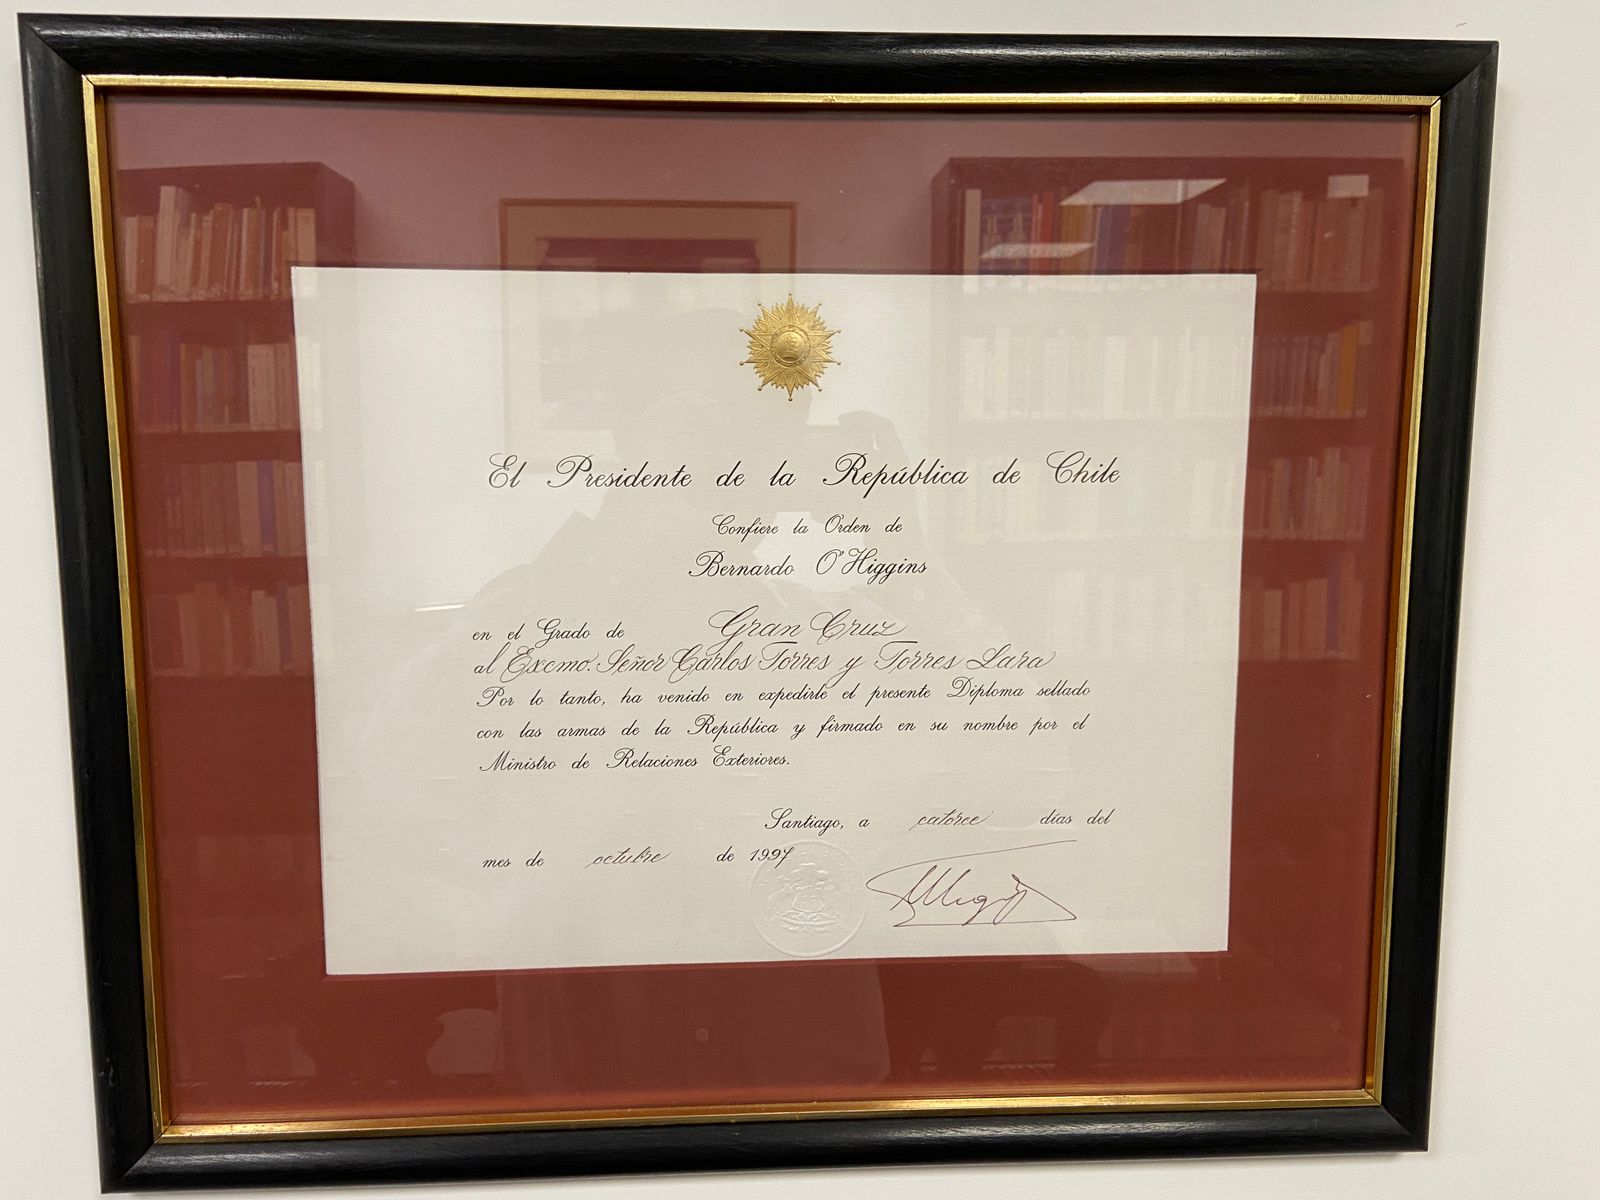 El Presidente de la República de Chile
Confiere la Orden de
Bernardo O'Higgins
en el Grado de Gran Cruz
al Excmo. Señor Carlos Torres y Torres Lara
Por lo tanto, ha venido en expedirle el presente Diploma sellado
con las armas de la República y firmado en su nombre por el
Ministro de Relaciones Exteriores.
Santiago, a catorce días del
mes de octubre de 1997